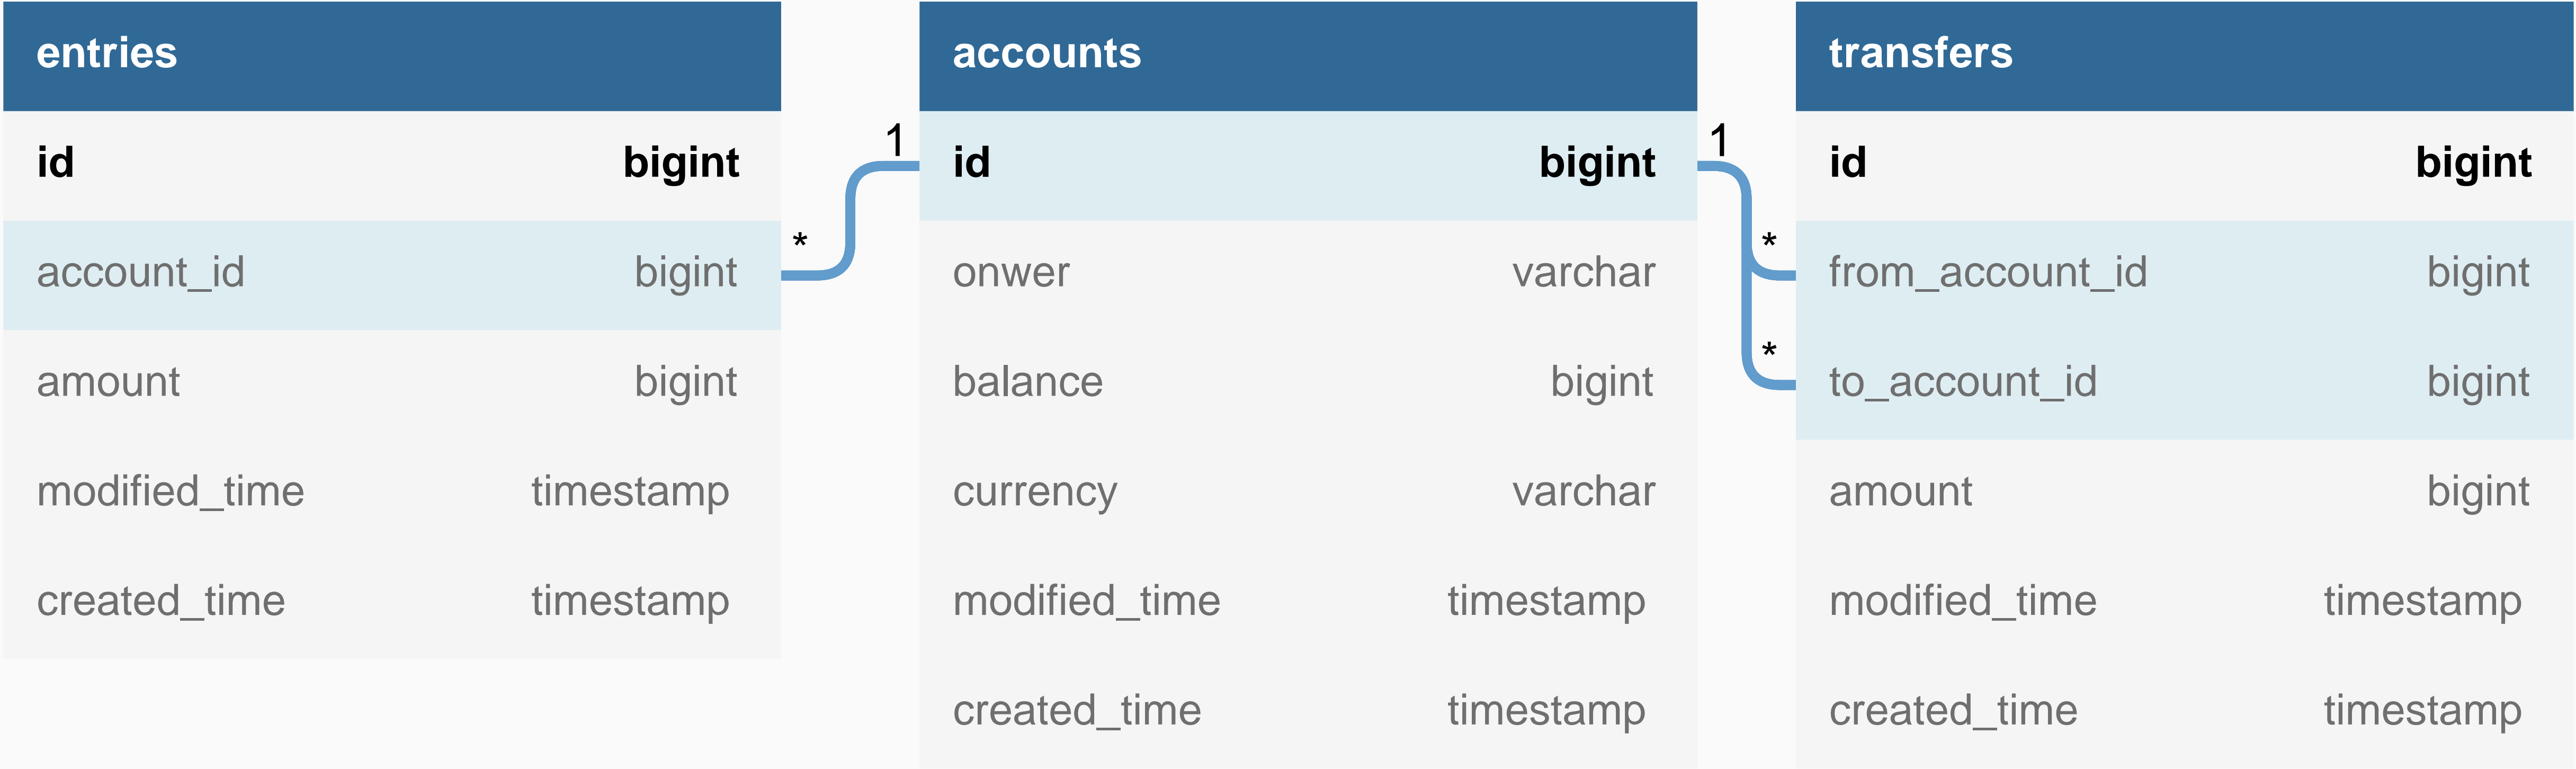 entries
id bigint
account_id bigint
amount bigint
modified_time timestamp
created_time timestamp
1
*
accounts
id bigint
onwer varchar
balance bigint
currency varchar
modified_time timestamp
created_time timestamp
1
*
*
transfers
id bigint
from_account_id bigint
to_account_id bigint
amount bigint
modified_time timestamp
created_time timestamp